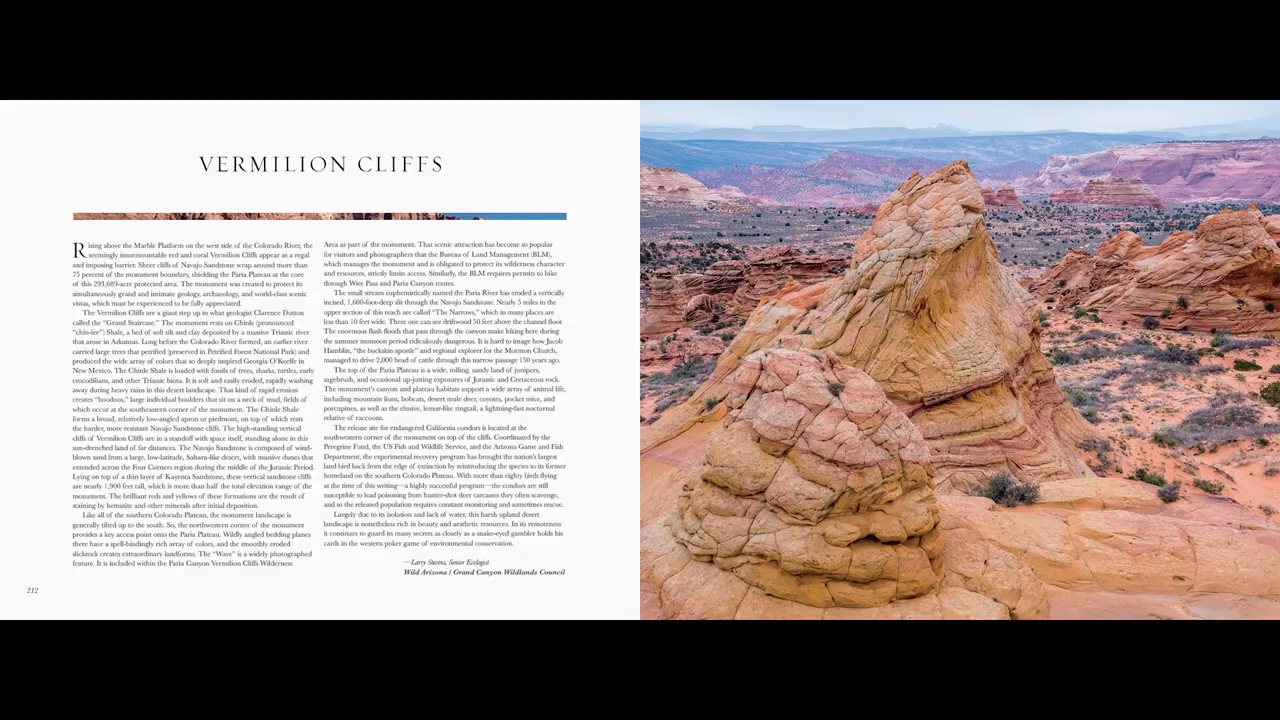 VERMILION CLIFFS
Rising above the Marble Platform on the west side of the Colorado River, the
seemingly insurmountable red and coral Vermilion Cliffs appear as a regal
and imposing barrier. Sheer cliffs of Navajo Sandstone wrap around more than
75 percent of the monument boundary, shielding the Paria Plateau at the core
of this 293,689-acre protected area. The monument was created to protect its
simultaneously grand and intimate geology, archaeology, and world-class scenic
vistas, which must be experienced to be fully appreciated.
The Vermilion Cliffs are a giant step up in what geologist Clarence Dutton
called the “Grand Staircase.” The monument rests on Chinle (pronounced
“chin-lee”) Shale, a bed of soft silt and clay deposited by a massive Triassic river
that arose in Arkansas. Long before the Colorado River formed, an earlier river
carried large trees that petrified (preserved in Petrified Forest National Park) and
produced the wide array of colors that so deeply inspired Georgia O’Keeffe in
New Mexico. The Chinle Shale is loaded with fossils of trees, sharks, turtles, early
crocodilians, and other Triassic biota. It is soft and easily eroded, rapidly washing
away during heavy rains in this desert landscape. That kind of rapid erosion
creates “hoodoos,” large individual boulders that sit on a neck of mud, fields of
which occur at the southeastern corner of the monument. The Chinle Shale
forms a broad, relatively low-angled apron or piedmont, on top of which rests
the harder, more resistant Navajo Sandstone cliffs. The high-standing vertical
cliffs of Vermilion Cliffs are in a standoff with space itself, standing alone in this
sun-drenched land of far distances. The Navajo Sandstone is composed of wind-
blown sand from a large, low-latitude, Sahara-like desert, with massive dunes that
extended across the Four Corners region during the middle of the Jurassic Period.
Lying on top of a thin layer of Kayenta Sandstone, these vertical sandstone cliffs
are nearly 1,900 feet tall, which is more than half the total elevation range of the
monument. The brilliant reds and yellows of these formations are the result of
staining by hematite and other minerals after initial deposition.
Like all of the southern Colorado Plateau, the monument landscape is
generally tilted up to the south. So, the northwestern corner of the monument
provides a key access point onto the Paria Plateau. Wildly angled bedding planes
there have a spell-bindingly rich array of colors, and the smoothly eroded
slickrock creates extraordinary landforms. The “Wave” is a widely photographed
feature. It is included within the Paria Canyon Vermilion Cliffs Wilderness
Area as part of the monument. That scenic attraction has become so popular
for visitors and photographers that the Bureau of Land Management (BLM),
which manages the monument and is obligated to protect its wilderness character
and resources, strictly limits access. Similarly, the BLM requires permits to hike
through Wire Pass and Paria Canyon routes.
The small stream euphemistically named the Paria River has eroded a vertically
incised, 1,600-foot-deep slit through the Navajo Sandstone. Nearly 5 miles in the
upper section of this reach are called “The Narrows,” which in many places are
less than 10 feet wide. There one can see driftwood 50 feet above the channel floor.
The enormous flash floods that pass through the canyon make hiking here during
the summer monsoon period ridiculously dangerous. It is hard to image how Jacob
Hamblin, “the buckskin apostle” and regional explorer for the Mormon Church,
managed to drive 2,000 head of cattle through this narrow passage 150 years ago.
The top of the Paria Plateau is a wide, rolling, sandy land of junipers,
sagebrush, and occasional up-jutting exposures of Jurassic and Cretaceous rock.
The monument’s canyon and plateau habitats support a wide array of animal life,
including mountain lions, bobcats, desert mule deer, coyotes, pocket mice, and
porcupines, as well as the elusive, lemur-like ringtail, a lightning-fast nocturnal
relative of raccoons.
The release site for endangered California condors is located at the
southwestern corner of the monument on top of the cliffs. Coordinated by the
Peregrine Fund, the US Fish and Wildlife Service, and the Arizona Game and Fish
Department, the experimental recovery program has brought the nation’s largest
land bird back from the edge of extinction by reintroducing the species to its former
homeland on the southern Colorado Plateau. With more than eighty birds flying
at the time of this writing—a highly successful program—the condors are still
susceptible to lead poisoning from hunter-shot deer carcasses they often scavenge,
and so the released population requires constant monitoring and sometimes rescue.
Largely due to its isolation and lack of water, this harsh upland desert
landscape is nonetheless rich in beauty and aesthetic resources. In its remoteness
it continues to guard its many secrets as closely as a snake-eyed gambler holds his
cards in the western poker game of environmental conservation.
—Larry Stevens, Senior Ecologist
Wild Arizona / Grand Canyon Wildlands Council
212